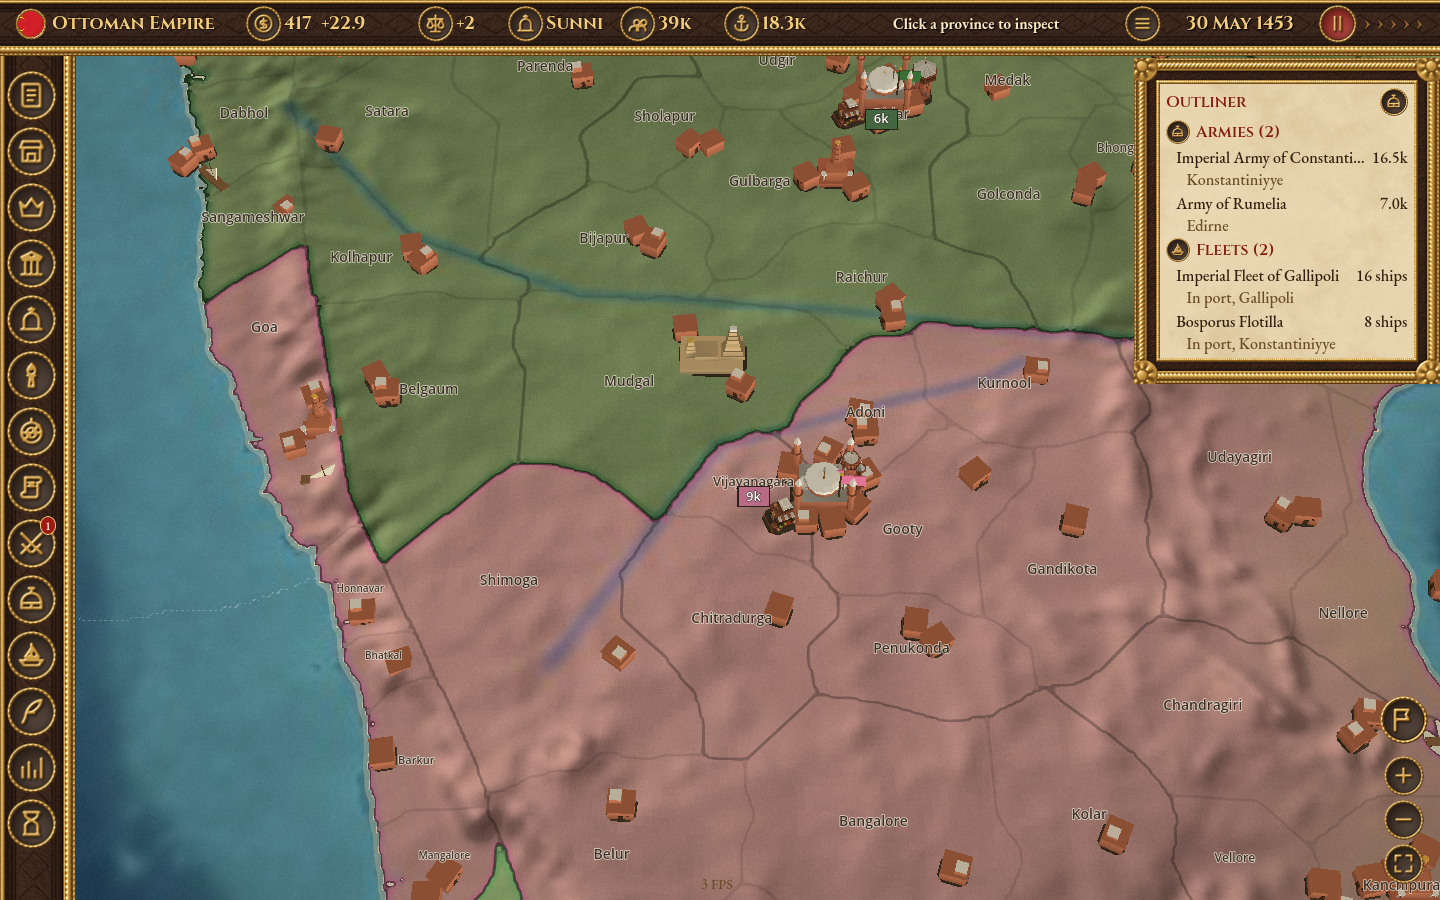 OTTOMAN EMPIRE 417 +22.9 +2 SUNNI 39K 18.3K Click a province to inspect 30 MAY 1453
OUTLINER
ARMIES (2)
Imperial Army of Constanti... 16.5k
Konstantiniyye
Army of Rumelia 7.0k
Edirne
FLEETS (2)
Imperial Fleet of Gallipoli 16 ships
In port, Gallipoli
Bosporus Flotilla 8 ships
In port, Konstantiniyye
1
Parenda
Udgir
Medak
Dabhol
Satara
Sholapur
6k
Bhong
Gulbarga
Golconda
Sangameshwar
Kolhapur
Bijapur
Raichur
Goa
Belgaum
Mudgal
Kurnool
Adoni
Udayagiri
Vijayanagara
9k
Gooty
Gandikota
Shimoga
Honnavar
Chitradurga
Nellore
Penukonda
Bhatkal
Chandragiri
Barkur
Kolar
Bangalore
Belur
Mangalore
Vellore
Kanchipura
3 FPS